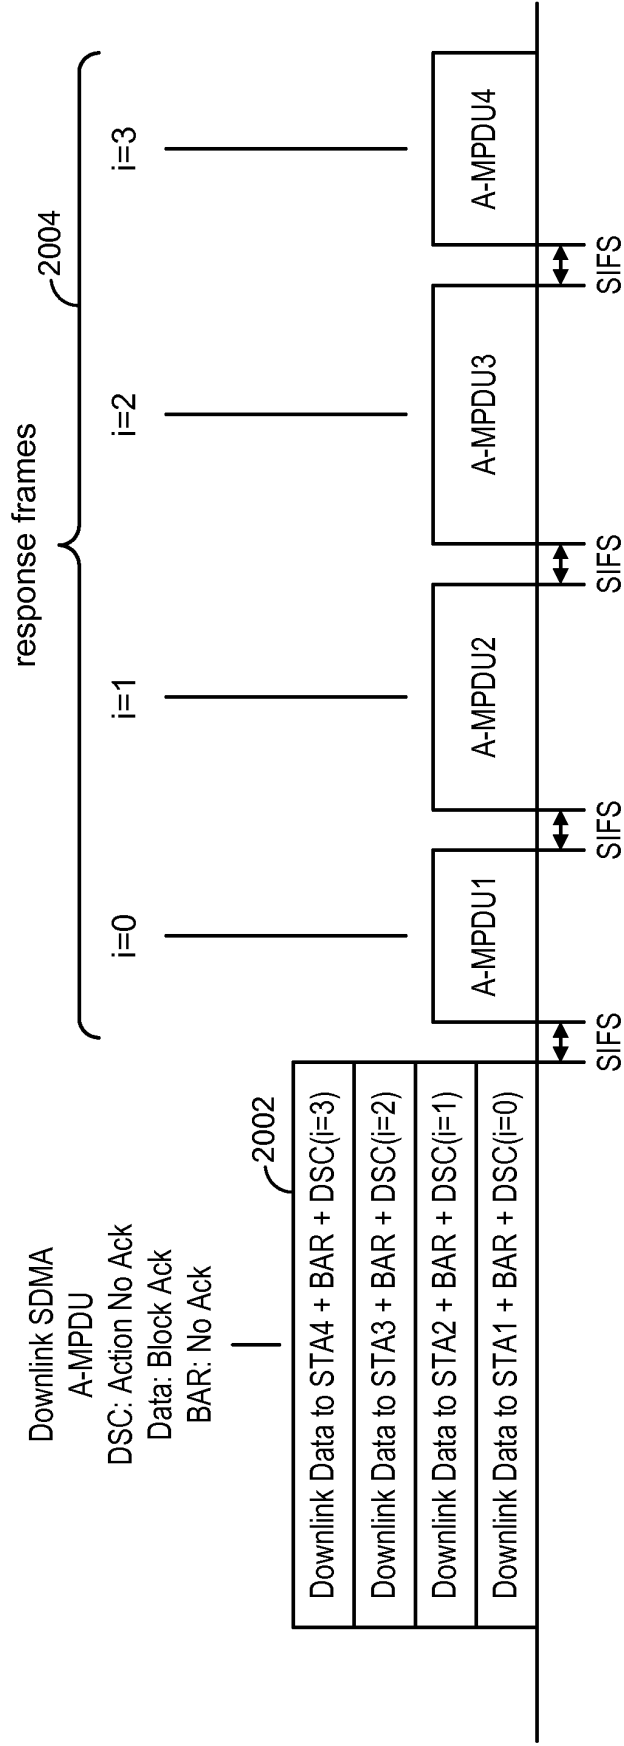 response frames
2004
i=0
i=1
i=2
i=3
Downlink SDMA
A-MPDU
DSC: Action No Ack
Data: Block Ack
BAR: No Ack
2002
Downlink Data to STA4 + BAR + DSC(i=3)
Downlink Data to STA3 + BAR + DSC(i=2)
Downlink Data to STA2 + BAR + DSC(i=1)
Downlink Data to STA1 + BAR + DSC(i=0)
A-MPDU1
A-MPDU2
A-MPDU3
A-MPDU4
SIFS
SIFS
SIFS
SIFS